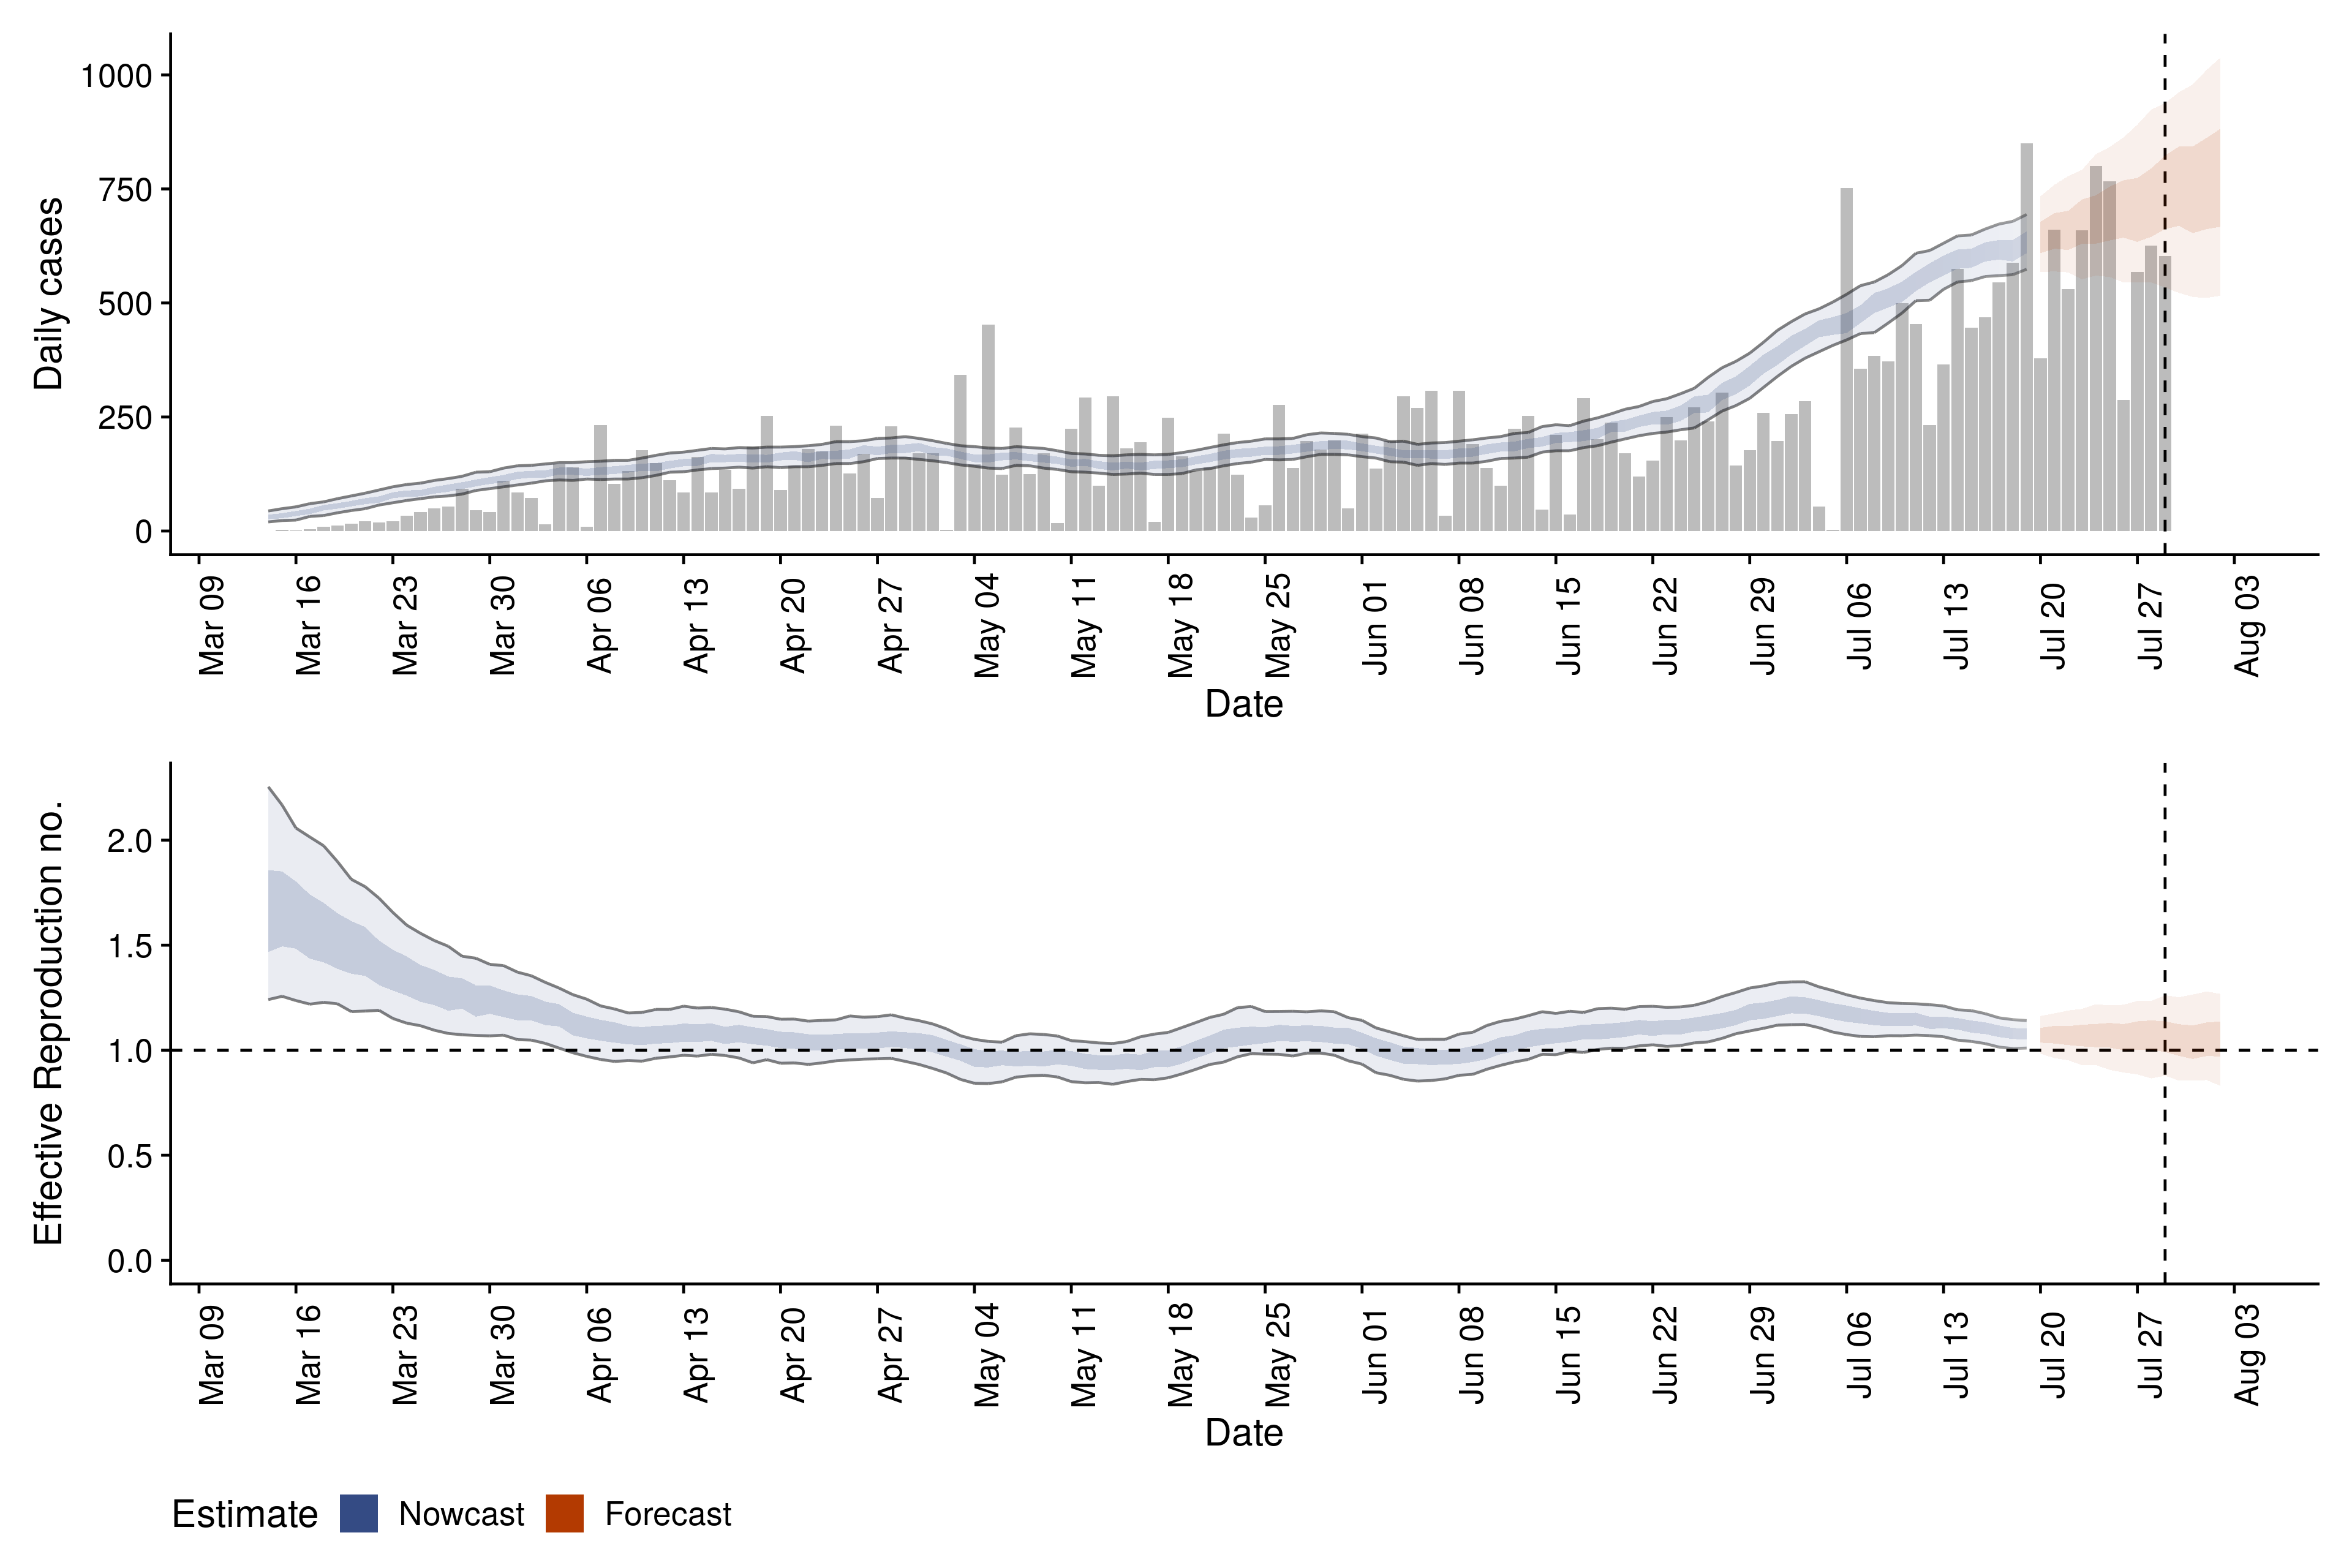 Daily cases
1000
750
500
250
0
Mar 09
Mar 16
Mar 23
Mar 30
Apr 06
Apr 13
Apr 20
Apr 27
May 04
May 11
May 18
May 25
Jun 01
Jun 08
Jun 15
Jun 22
Jun 29
Jul 06
Jul 13
Jul 20
Jul 27
Aug 03
Date
Effective Reproduction no.
2.0
1.5
1.0
0.5
0.0
Mar 09
Mar 16
Mar 23
Mar 30
Apr 06
Apr 13
Apr 20
Apr 27
May 04
May 11
May 18
May 25
Jun 01
Jun 08
Jun 15
Jun 22
Jun 29
Jul 06
Jul 13
Jul 20
Jul 27
Aug 03
Date
Estimate Nowcast Forecast